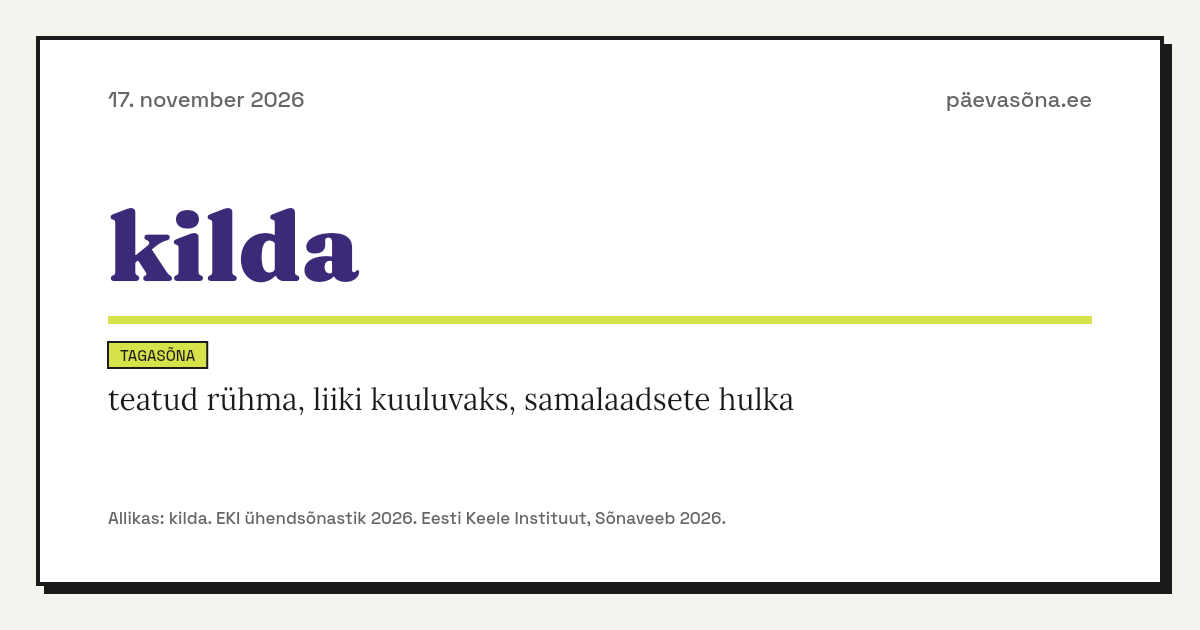 17. november 2026
päevasõna.ee
kilda
TAGASÕNA
teatud rühma, liiki kuuluvaks, samalaadsete hulka
Allikas: kilda. EKI ühendsõnastik 2026. Eesti Keele Instituut, Sõnaveeb 2026.